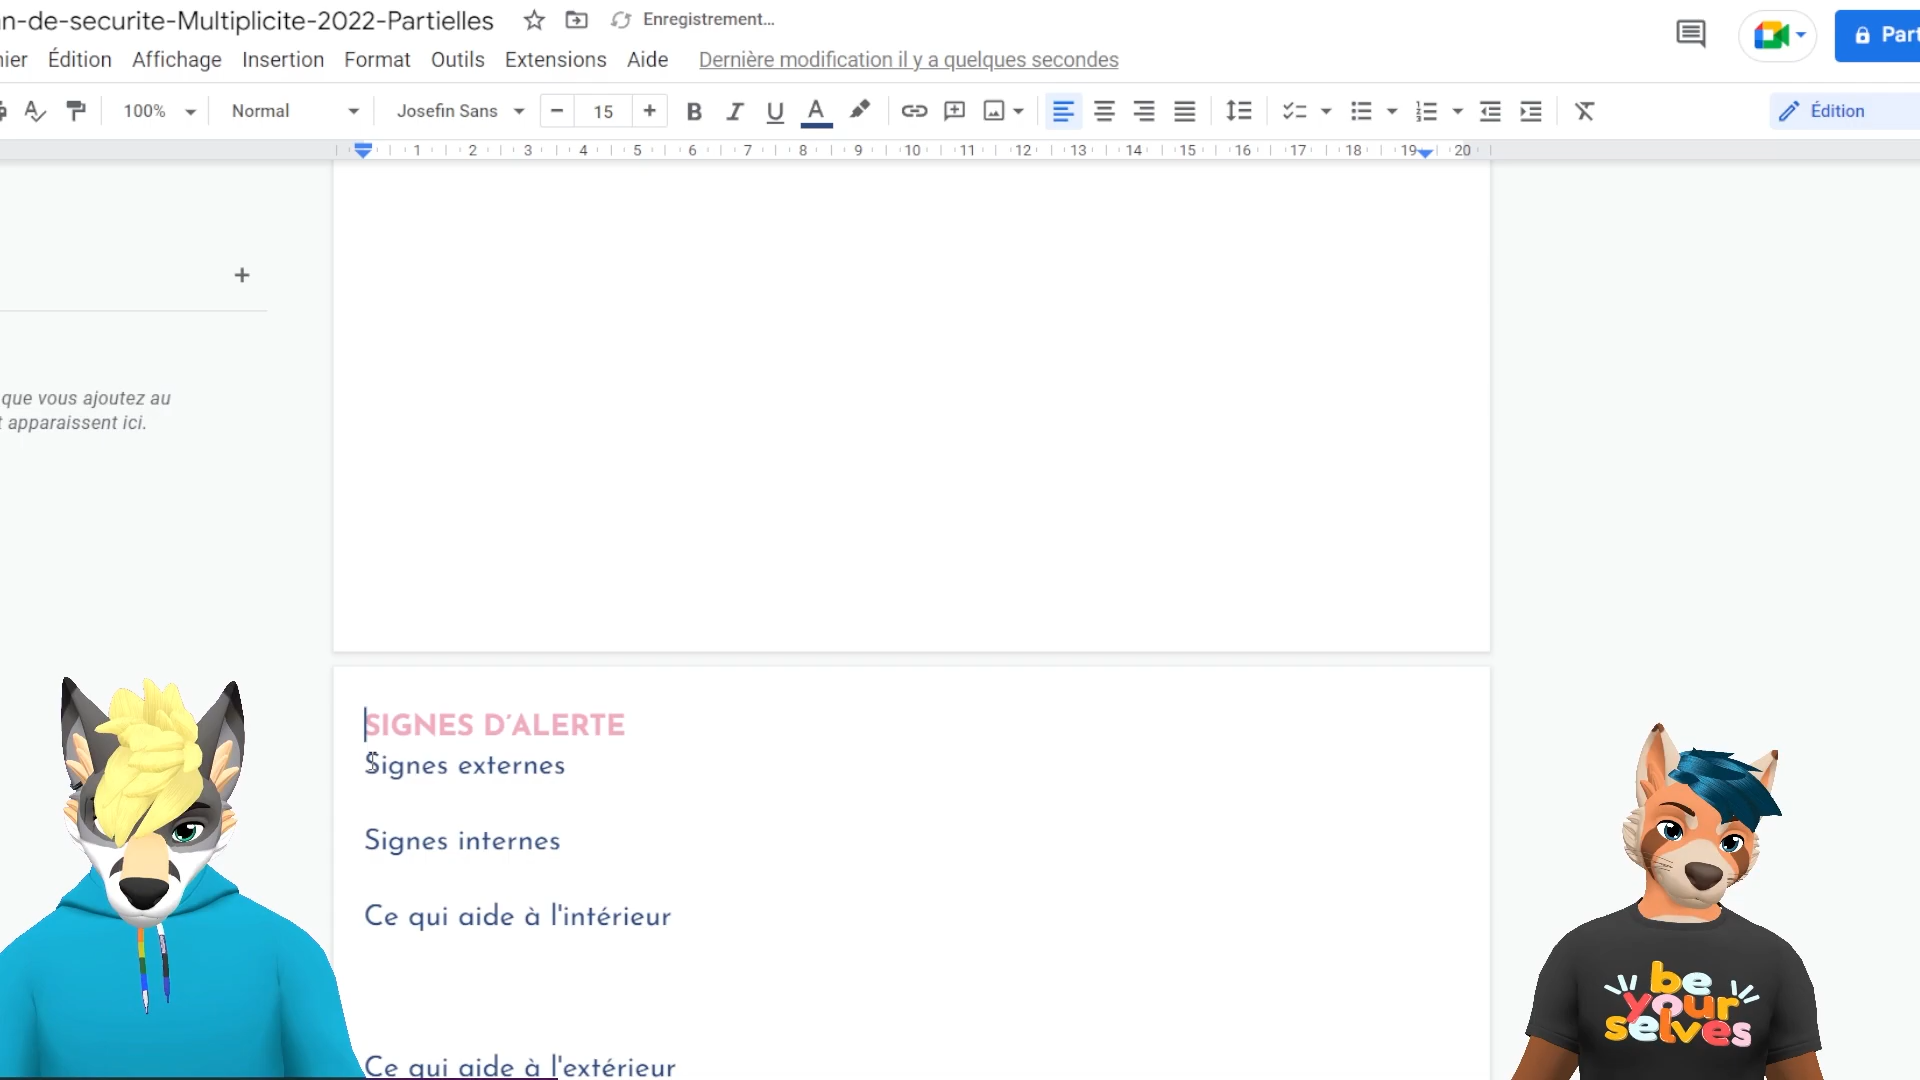 n-de-securite-Multiplicite-2022-Partielles Enregistrement...
ier Édition Affichage Insertion Format Outils Extensions Aide Dernière modification il y a quelques secondes
Part
100% Normal Josefin Sans − 15 + B I U A Édition
1 2 3 4 5 6 7 8 9 10 11 12 13 14 15 16 17 18 19 20
+
que vous ajoutez au
t apparaissent ici.
SIGNES D’ALERTE
Signes externes
Signes internes
Ce qui aide à l'intérieur
Ce qui aide à l'extérieur
be
your
selves